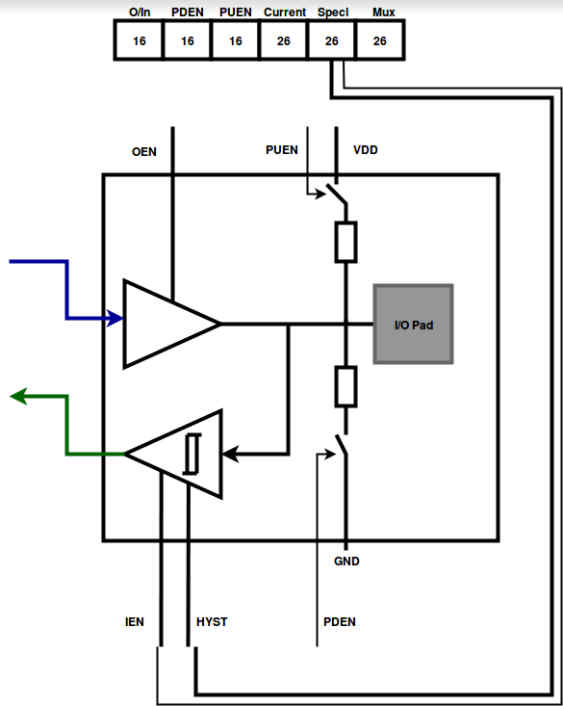 O/In PDEN PUEN Current Specl Mux
16 16 16 26 26 26
OEN PUEN VDD
I/O Pad
GND
IEN HYST PDEN